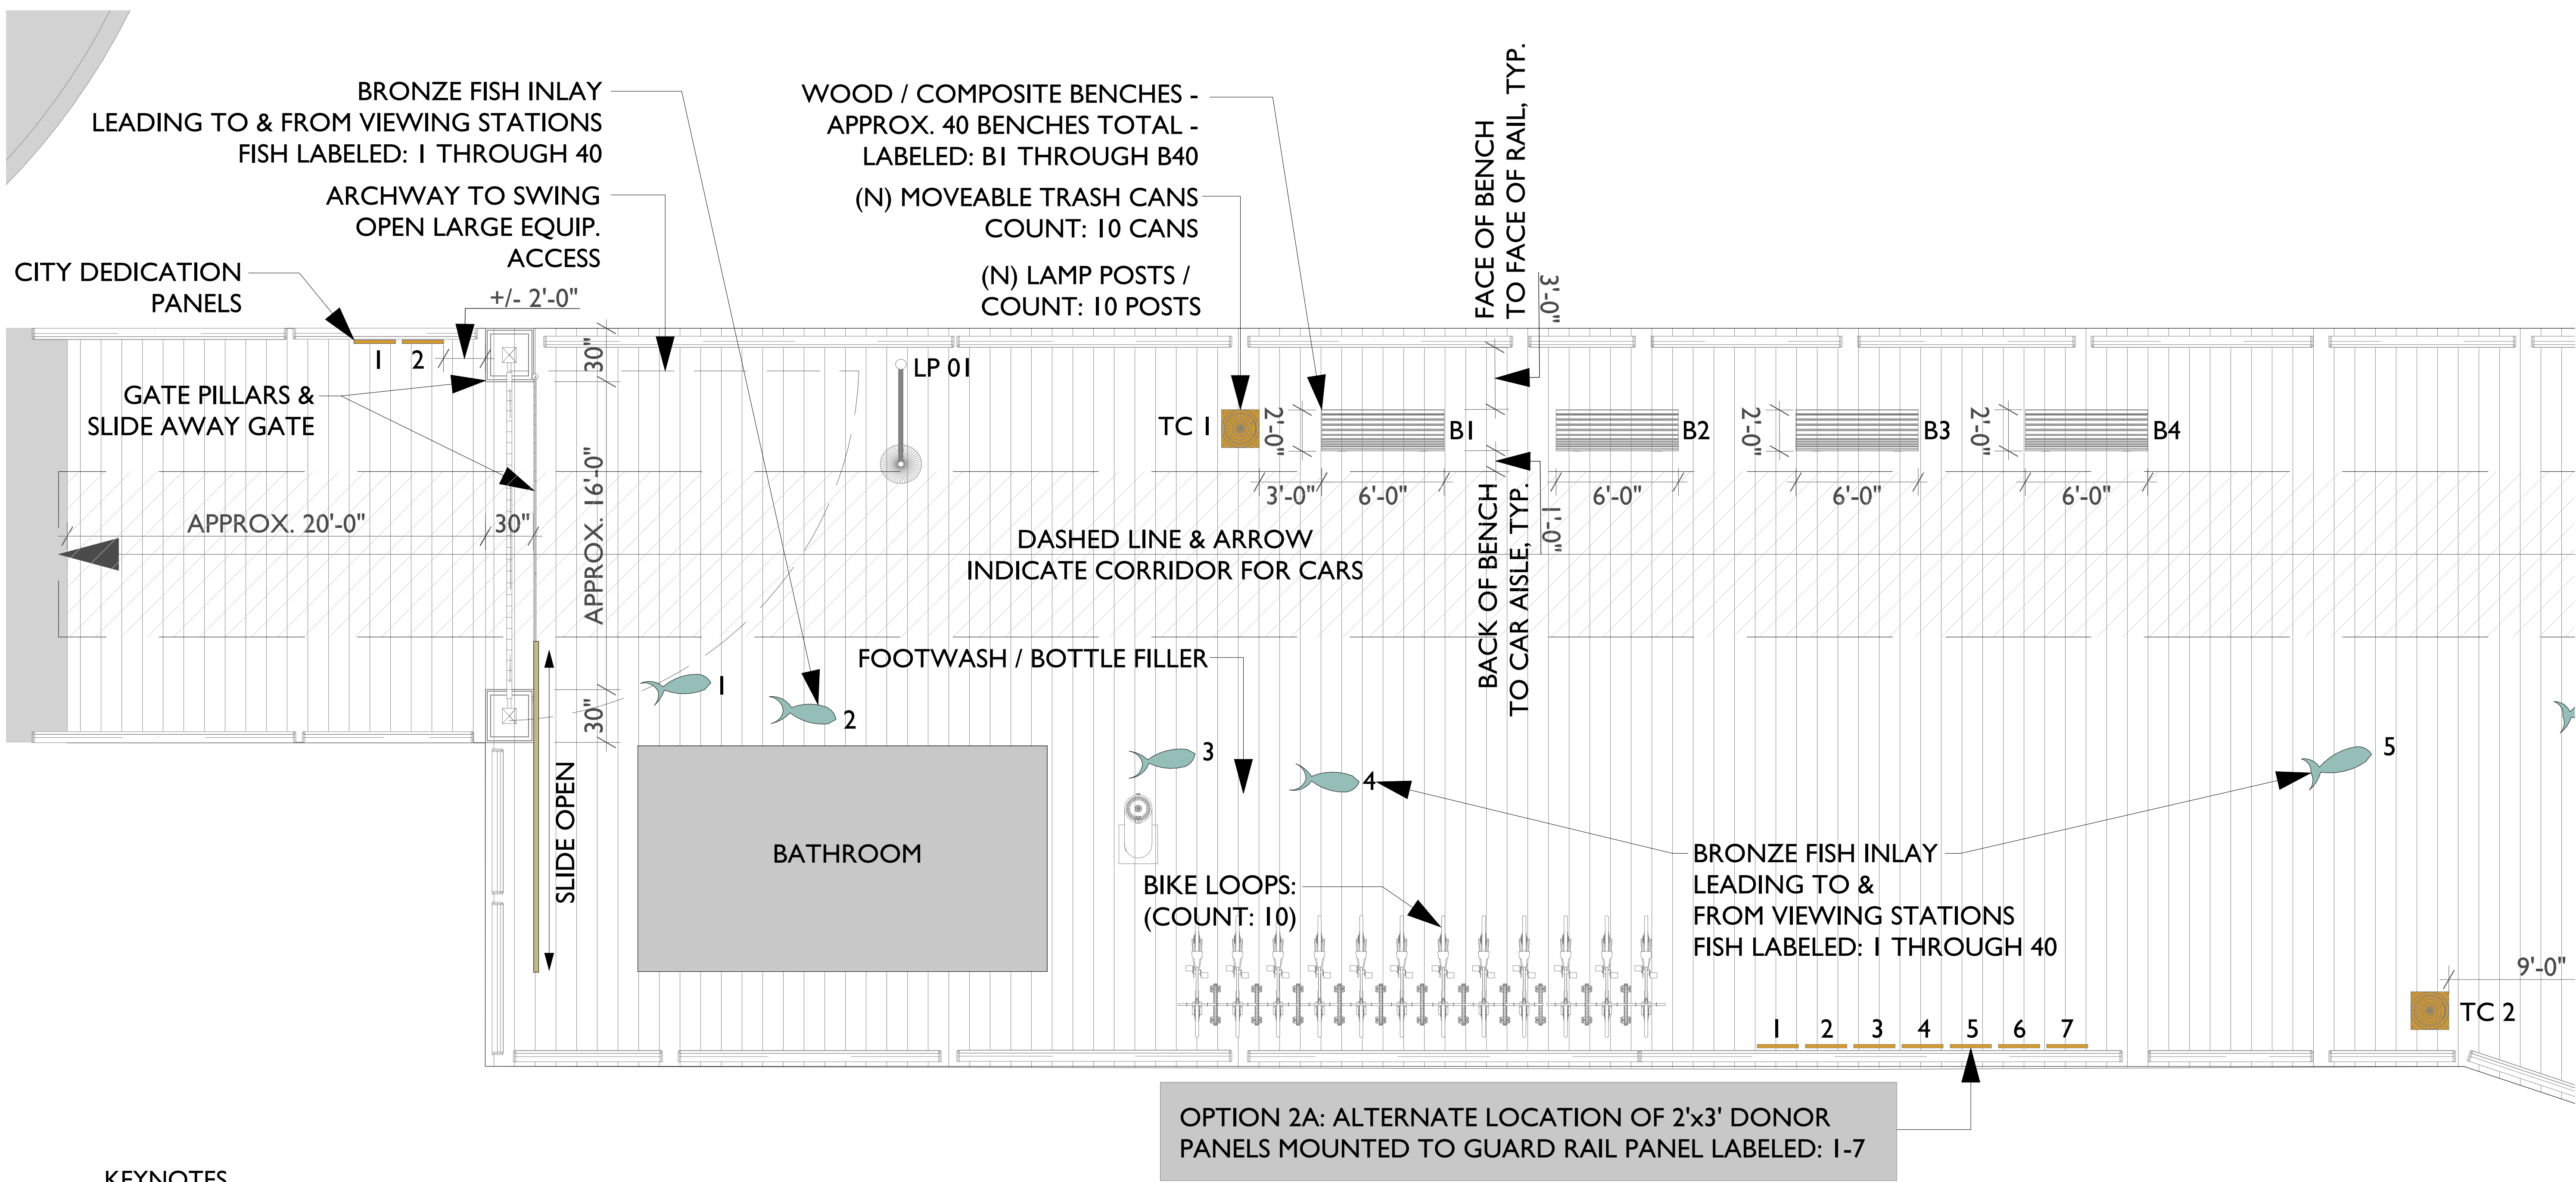 BRONZE FISH INLAY
LEADING TO & FROM VIEWING STATIONS
FISH LABELED: 1 THROUGH 40
ARCHWAY TO SWING
OPEN LARGE EQUIP.
ACCESS
CITY DEDICATION
PANELS
+/- 2'-0"
WOOD / COMPOSITE BENCHES -
APPROX. 40 BENCHES TOTAL -
LABELED: B1 THROUGH B40
(N) MOVEABLE TRASH CANS
COUNT: 10 CANS
(N) LAMP POSTS /
COUNT: 10 POSTS
FACE OF BENCH
TO FACE OF RAIL, TYP.
3'-0"
1
2
30"
LP 01
GATE PILLARS &
SLIDE AWAY GATE
TC 1
2'-0"
B1
B2
2'-0"
B3
2'-0"
B4
3'-0"
6'-0"
6'-0"
6'-0"
6'-0"
APPROX. 20'-0"
30"
APPROX. 16'-0"
DASHED LINE & ARROW
INDICATE CORRIDOR FOR CARS
BACK OF BENCH
TO CAR AISLE, TYP.
1'-0"
FOOTWASH / BOTTLE FILLER
30"
1
2
3
4
5
SLIDE OPEN
BATHROOM
BIKE LOOPS:
(COUNT: 10)
BRONZE FISH INLAY
LEADING TO &
FROM VIEWING STATIONS
FISH LABELED: 1 THROUGH 40
9'-0"
TC 2
1
2
3
4
5
6
7
OPTION 2A: ALTERNATE LOCATION OF 2'x3' DONOR
PANELS MOUNTED TO GUARD RAIL PANEL LABELED: 1-7
KEYNOTES